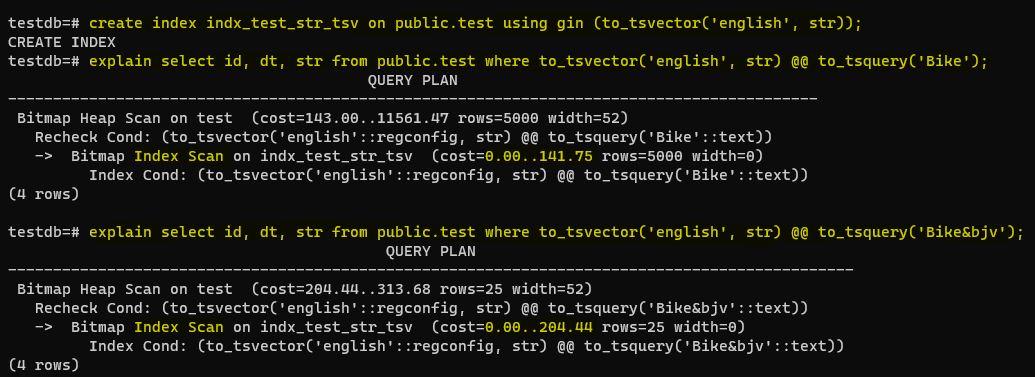 testdb=# create index indx_test_str_tsv on public.test using gin (to_tsvector('english', str));
CREATE INDEX
testdb=# explain select id, dt, str from public.test where to_tsvector('english', str) @@ to_tsquery('Bike');
QUERY PLAN
------------------------------------------------------------------------------------------
Bitmap Heap Scan on test  (cost=143.00..11561.47 rows=5000 width=52)
Recheck Cond: (to_tsvector('english'::regconfig, str) @@ to_tsquery('Bike'::text))
->  Bitmap Index Scan on indx_test_str_tsv  (cost=0.00..141.75 rows=5000 width=0)
Index Cond: (to_tsvector('english'::regconfig, str) @@ to_tsquery('Bike'::text))
(4 rows)
testdb=# explain select id, dt, str from public.test where to_tsvector('english', str) @@ to_tsquery('Bike&bjv');
QUERY PLAN
----------------------------------------------------------------------------------------------
Bitmap Heap Scan on test  (cost=204.44..313.68 rows=25 width=52)
Recheck Cond: (to_tsvector('english'::regconfig, str) @@ to_tsquery('Bike&bjv'::text))
->  Bitmap Index Scan on indx_test_str_tsv  (cost=0.00..204.44 rows=25 width=0)
Index Cond: (to_tsvector('english'::regconfig, str) @@ to_tsquery('Bike&bjv'::text))
(4 rows)